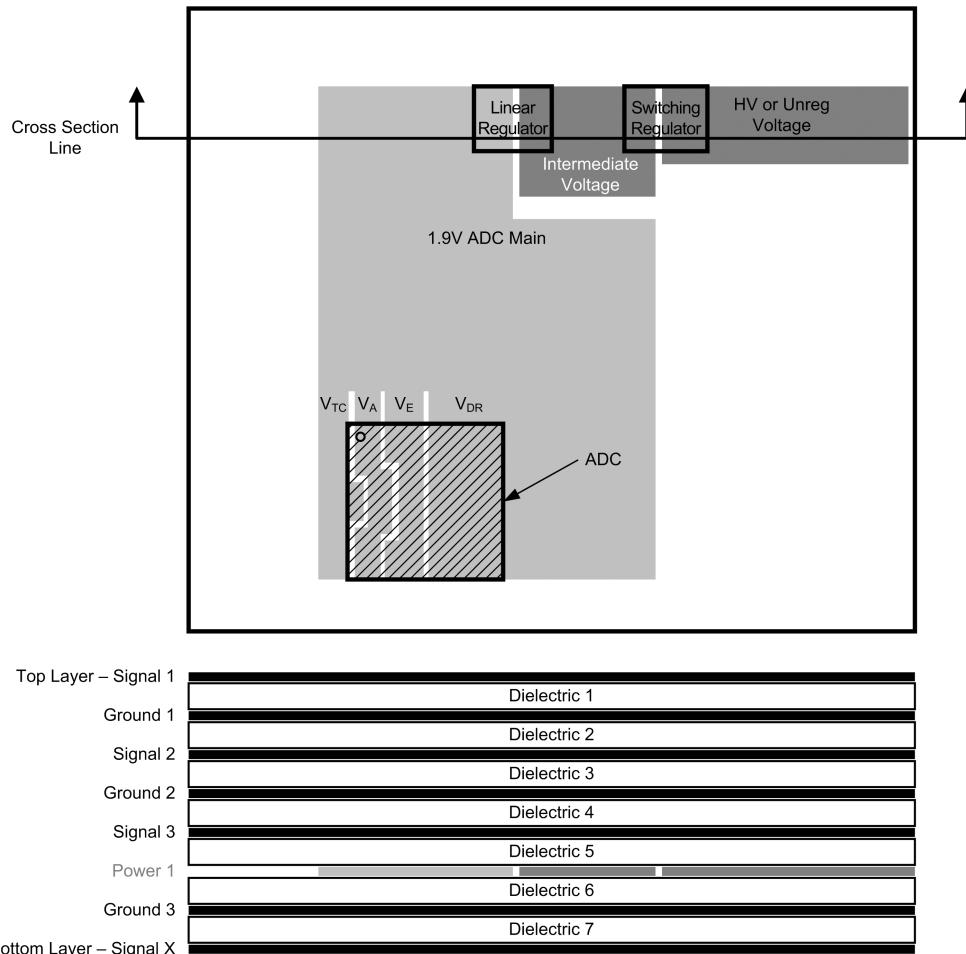 Linear
Regulator
Switching
Regulator
HV or Unreg
Voltage
Cross Section
Line
Intermediate
Voltage
1.9V ADC Main
VTC VA VE VDR
ADC
Top Layer – Signal 1
Dielectric 1
Ground 1
Dielectric 2
Signal 2
Dielectric 3
Ground 2
Dielectric 4
Signal 3
Dielectric 5
Power 1
Dielectric 6
Ground 3
Dielectric 7
ottom Layer – Signal X